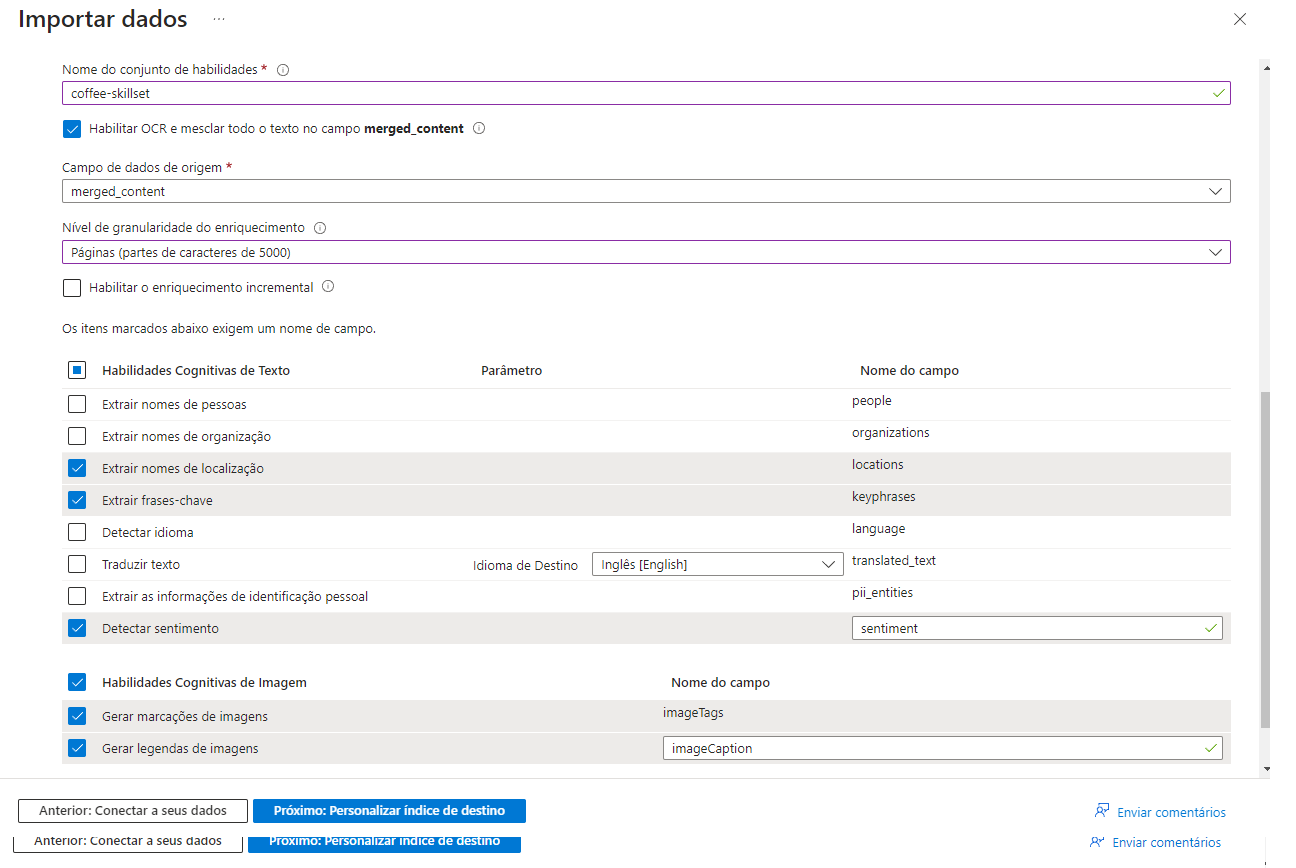 Importar dados ...
Nome do conjunto de habilidades *
coffee-skillset
Habilitar OCR e mesclar todo o texto no campo merged_content
Campo de dados de origem *
merged_content
Nível de granularidade do enriquecimento
Páginas (partes de caracteres de 5000)
Habilitar o enriquecimento incremental
Os itens marcados abaixo exigem um nome de campo.
Habilidades Cognitivas de Texto Parâmetro Nome do campo
Extrair nomes de pessoas people
Extrair nomes de organização organizations
Extrair nomes de localização locations
Extrair frases-chave keyphrases
Detectar idioma language
Traduzir texto Idioma de Destino Inglês [English] translated_text
Extrair as informações de identificação pessoal pii_entities
Detectar sentimento sentiment
Habilidades Cognitivas de Imagem Nome do campo
Gerar marcações de imagens imageTags
Gerar legendas de imagens imageCaption
Anterior: Conectar a seus dados Próximo: Personalizar índice de destino Enviar comentários
Anterior: Conectar a seus dados Próximo: Personalizar índice de destino Enviar comentários